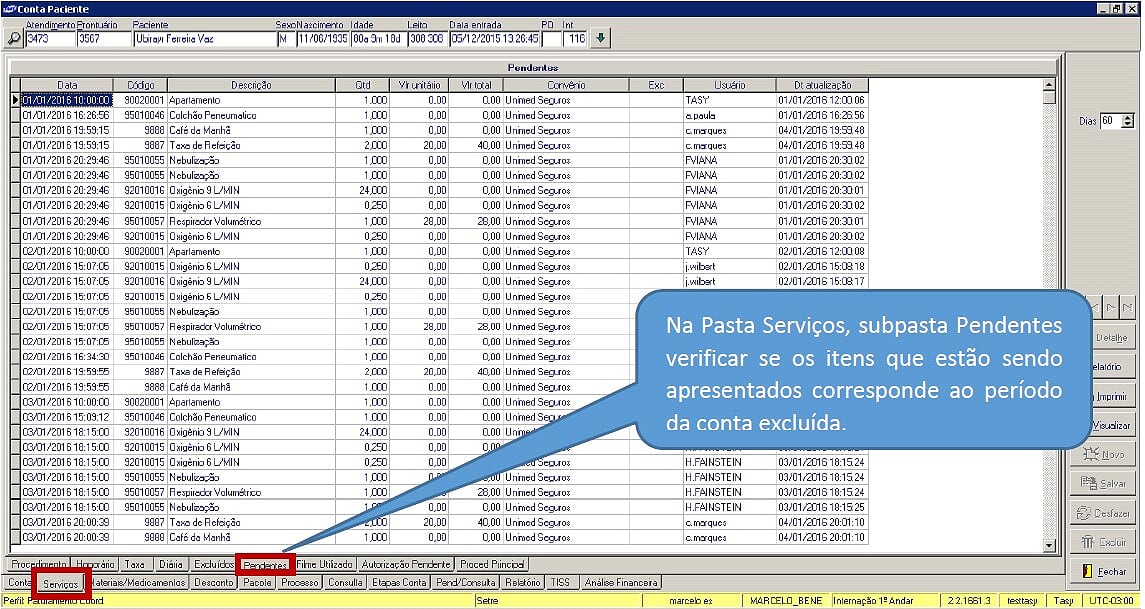 Conta Paciente
Atendimento Prontuário Paciente Sexo Nascimento Idade Leito Data entrada PD Int
3473 3567 Ubirayr Ferreira Vaz M 11/06/1935 80a 9m 18d 300 308 05/12/2015 13:26:45 116
Pendentes
Data Código Descrição Qtd Vlr unitário Vlr total Convênio Exc Usuário Dt atualização
01/01/2016 10:00:00 90020001 Apartamento 1,000 0,00 0,00 Unimed Seguros TASY 01/01/2016 12:00:06
01/01/2016 16:26:56 95010046 Colchão Peneumatico 1,000 0,00 0,00 Unimed Seguros a.paula 01/01/2016 16:26:56
01/01/2016 19:59:15 9888 Café da Manhã 1,000 0,00 0,00 Unimed Seguros c.marques 04/01/2016 19:59:48
01/01/2016 19:59:15 9887 Taxa de Refeição 2,000 20,00 40,00 Unimed Seguros c.marques 04/01/2016 19:59:48
01/01/2016 20:29:46 95010055 Nebulização 1,000 0,00 0,00 Unimed Seguros FVIANA 01/01/2016 20:30:02
01/01/2016 20:29:46 95010055 Nebulização 1,000 0,00 0,00 Unimed Seguros FVIANA 01/01/2016 20:30:02
01/01/2016 20:29:46 92010016 Oxigênio 9 L/MIN 24,000 0,00 0,00 Unimed Seguros FVIANA 01/01/2016 20:30:01
01/01/2016 20:29:46 92010015 Oxigênio 6 L/MIN 0,250 0,00 0,00 Unimed Seguros FVIANA 01/01/2016 20:30:02
01/01/2016 20:29:46 95010057 Respirador Volumétrico 1,000 28,00 28,00 Unimed Seguros FVIANA 01/01/2016 20:30:01
01/01/2016 20:29:46 92010015 Oxigênio 6 L/MIN 0,250 0,00 0,00 Unimed Seguros FVIANA 01/01/2016 20:30:02
02/01/2016 10:00:00 90020001 Apartamento 1,000 0,00 0,00 Unimed Seguros TASY 02/01/2016 12:00:08
02/01/2016 15:07:05 92010015 Oxigênio 6 L/MIN 0,250 0,00 0,00 Unimed Seguros j.wilbert 02/01/2016 15:08:18
02/01/2016 15:07:05 92010016 Oxigênio 9 L/MIN 24,000 0,00 0,00 Unimed Seguros j.wilbert 02/01/2016 15:08:17
02/01/2016 15:07:05 92010015 Oxigênio 6 L/MIN 0,250 0,00 0,00 Unimed Seguros
02/01/2016 15:07:05 95010055 Nebulização 1,000 0,00 0,00 Unimed Seguros
02/01/2016 15:07:05 95010057 Respirador Volumétrico 1,000 28,00 28,00 Unimed Seguros
02/01/2016 15:07:05 95010055 Nebulização 1,000 0,00 0,00 Unimed Seguros
02/01/2016 16:34:30 95010046 Colchão Peneumatico 1,000 0,00 0,00 Unimed Seguros
02/01/2016 19:59:55 9887 Taxa de Refeição 2,000 20,00 40,00 Unimed Seguros
02/01/2016 19:59:55 9888 Café da Manhã 1,000 0,00 0,00 Unimed Seguros
03/01/2016 10:00:00 90020001 Apartamento 1,000 0,00 0,00 Unimed Seguros
03/01/2016 15:09:12 95010046 Colchão Peneumatico 1,000 0,00 0,00 Unimed Seguros
03/01/2016 18:15:00 92010016 Oxigênio 9 L/MIN 24,000 0,00 0,00
03/01/2016 18:15:00 92010015 Oxigênio 6 L/MIN 0,250 0,00 0,00 H.FAINSTEIN 03/01/2016 18:15:24
03/01/2016 18:15:00 92010015 Oxigênio 6 L/MIN 0,250 0,00 Seguros H.FAINSTEIN 03/01/2016 18:15:24
03/01/2016 18:15:00 95010055 Nebulização 1,000 Unimed Seguros H.FAINSTEIN 03/01/2016 18:15:24
03/01/2016 18:15:00 95010057 Respirador Volumétrico 1,000 28,00 Unimed Seguros H.FAINSTEIN 03/01/2016 18:15:24
03/01/2016 18:15:00 95010055 Nebulização 0,00 0,00 Unimed Seguros H.FAINSTEIN 03/01/2016 18:15:25
03/01/2016 20:00:39 9887 Taxa de Refeição 2,000 20,00 40,00 Unimed Seguros c.marques 04/01/2016 20:01:10
03/01/2016 20:00:39 9888 Café da Manhã 1,000 0,00 0,00 Unimed Seguros c.marques 04/01/2016 20:01:10
Dias 60
Detalhe
Imprimir
Visualizar
Novo
Salvar
Desfazer
Excluir
Fechar
Na Pasta Serviços, subpasta Pendentes
verificar se os itens que estão sendo
apresentados corresponde ao período
da conta excluída.
Procedimento Honorário Taxa Diária Excluídos Pendentes Filme Utilizado Autorização Pendente Proced Principal
Conta Serviços Materiais/Medicamentos Desconto Pacote Processo Consulta Etapas Conta Pend/Consulta Relatório TISS Análise Financeira
Perfil: Faturamento Coord Setre marcelo ex MARCELO_BENE Internação 1º Andar 2.2.1661.3 testtasy Tasy UTC-03:00